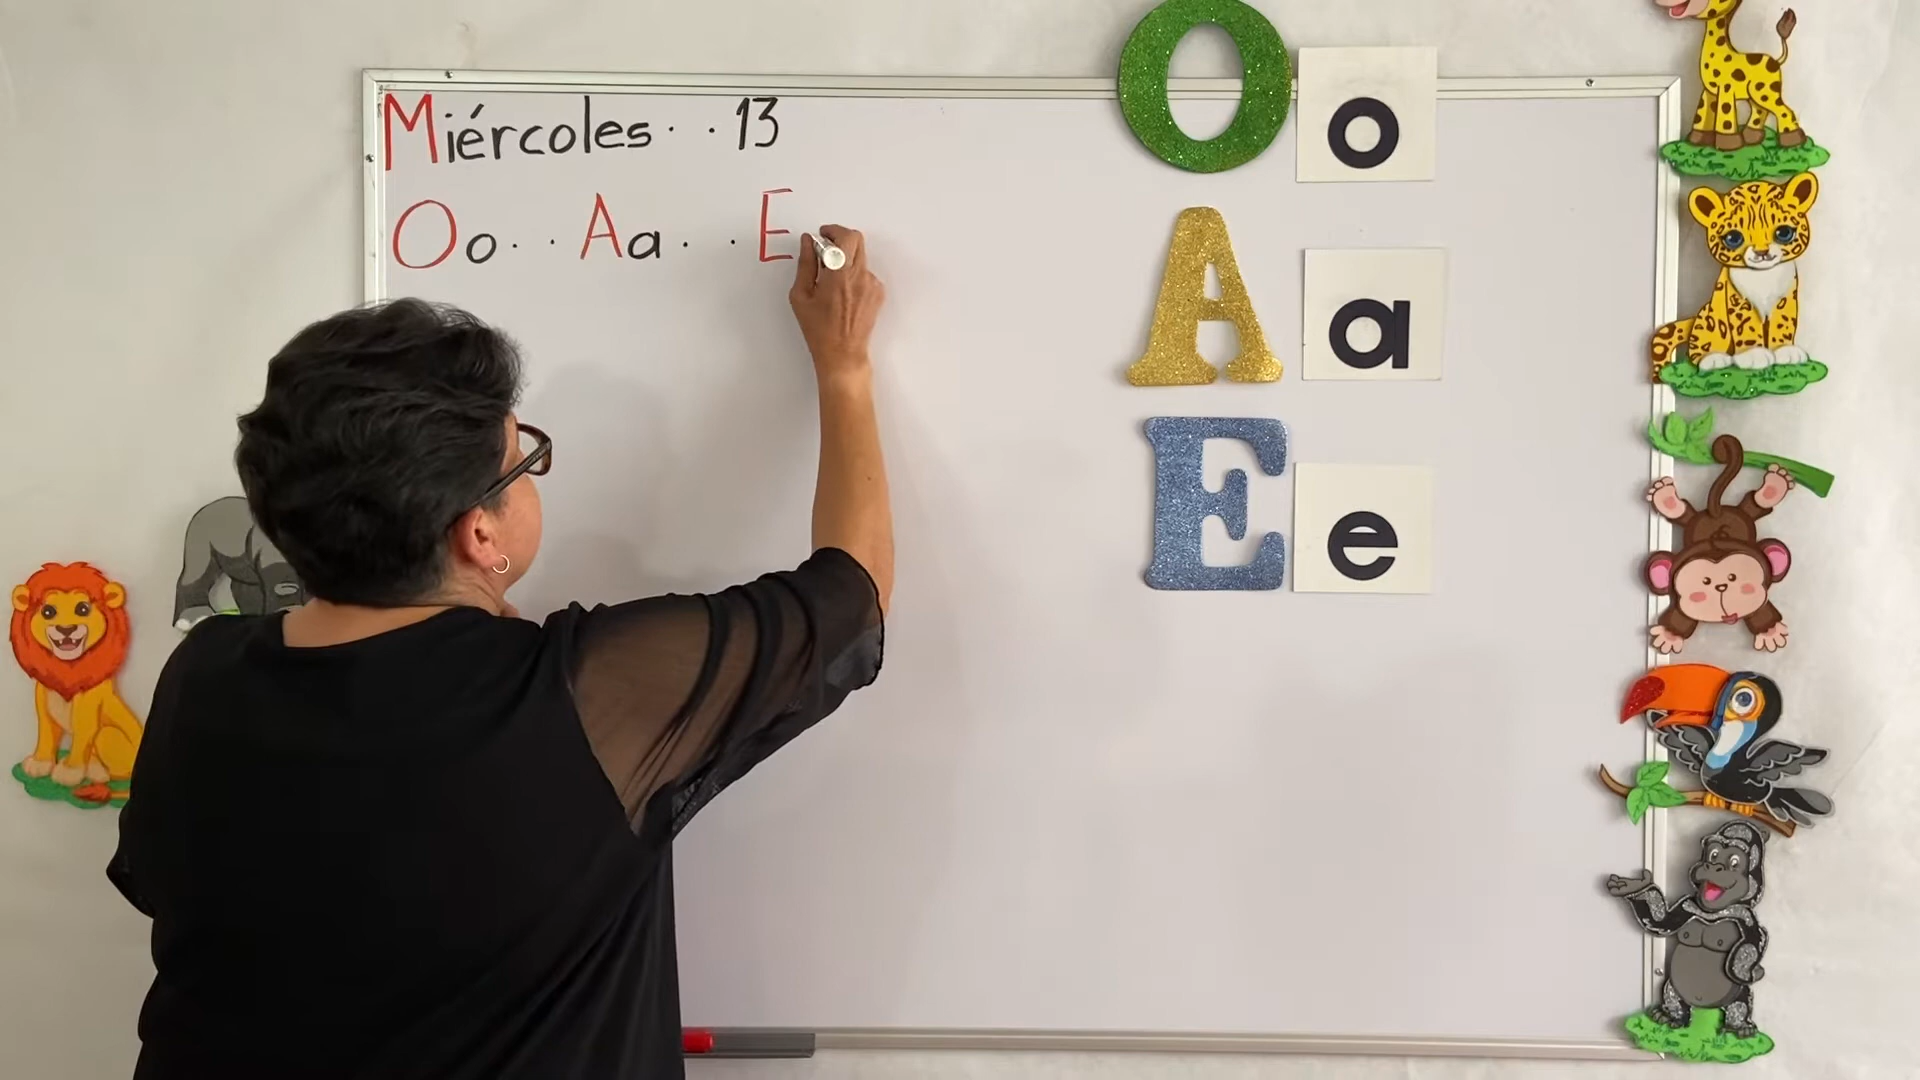 Miércoles · · 13
Oo · · Aa · · E
O o
A a
E e